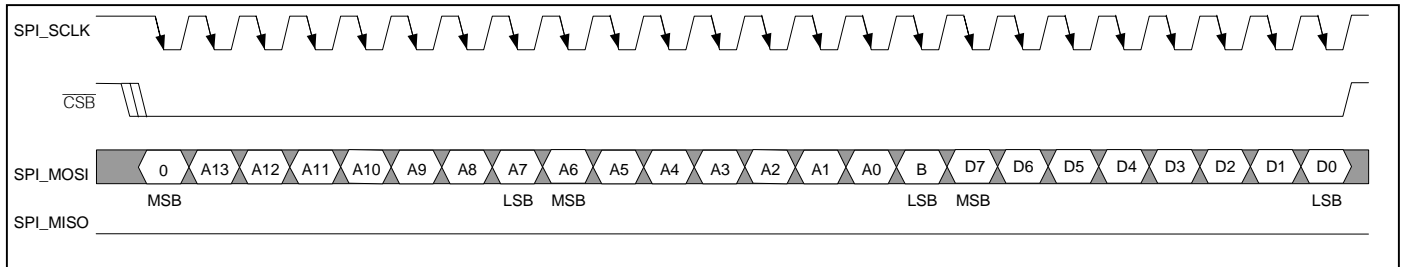 SPI_SCLK
CSB
SPI_MOSI 0 A13 A12 A11 A10 A9 A8 A7 A6 A5 A4 A3 A2 A1 A0 B D7 D6 D5 D4 D3 D2 D1 D0
MSB LSB MSB LSB MSB LSB
SPI_MISO